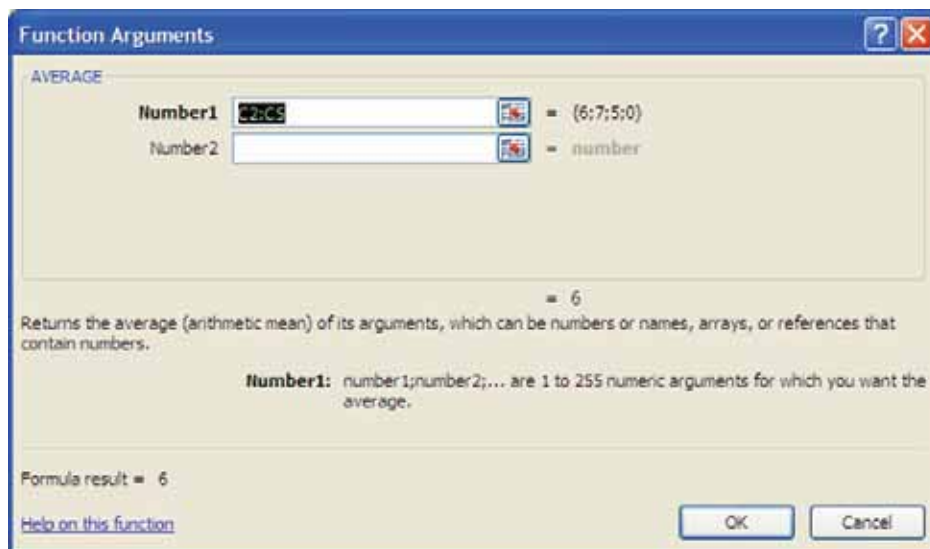 Function Arguments
AVERAGE
Number1 C2:C5 = {6;7;5;0}
Number2 = number
= 6
Returns the average (arithmetic mean) of its arguments, which can be numbers or names, arrays, or references that
contain numbers.
Number1: number1;number2;... are 1 to 255 numeric arguments for which you want the
average.
Formula result = 6
Help on this function
OK Cancel